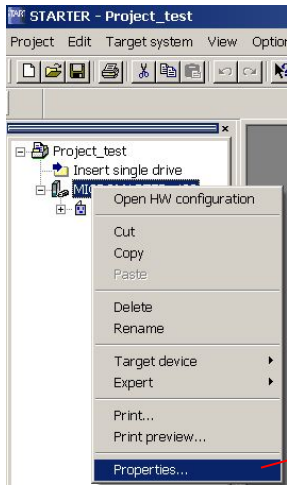 STARTER - Project_test
Project Edit Target system View Option
Project_test
Insert single drive
Open HW configuration
Cut
Copy
Paste
Delete
Rename
Target device
Expert
Print...
Print preview...
Properties...